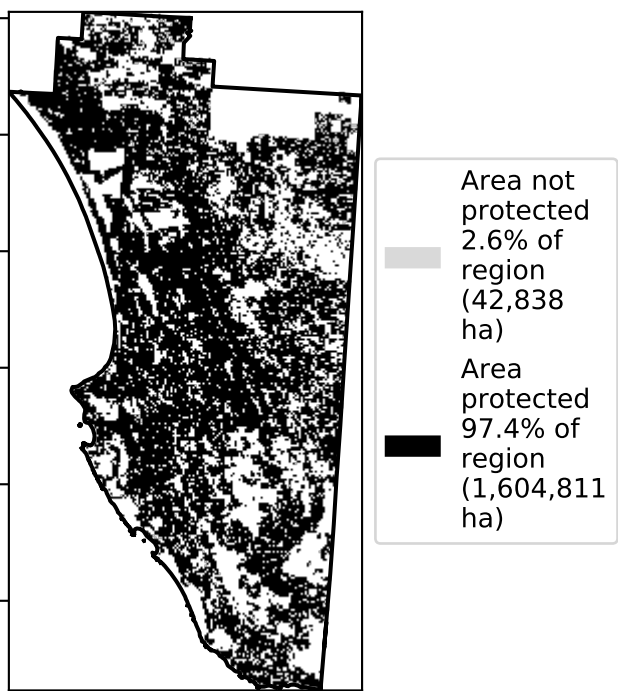 Area not
protected
2.6% of
region
(42,838
ha)
Area
protected
97.4% of
region
(1,604,811
ha)